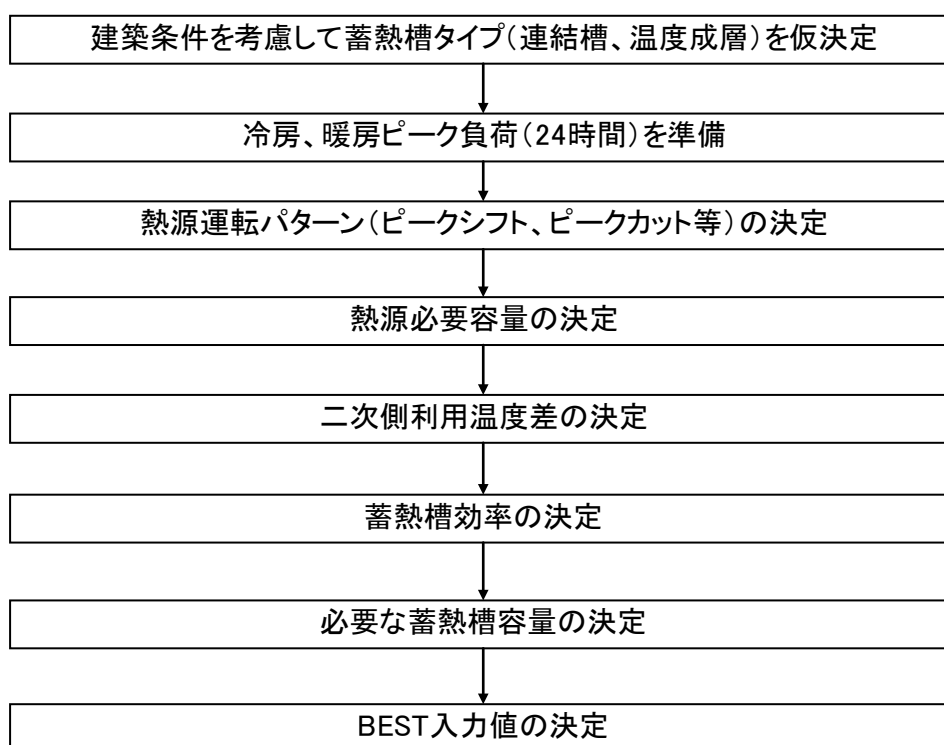 建築条件を考慮して蓄熱槽タイプ（連結槽、温度成層）を仮決定
冷房、暖房ピーク負荷（24時間）を準備
熱源運転パターン（ピークシフト、ピークカット等）の決定
熱源必要容量の決定
二次側利用温度差の決定
蓄熱槽効率の決定
必要な蓄熱槽容量の決定
BEST入力値の決定